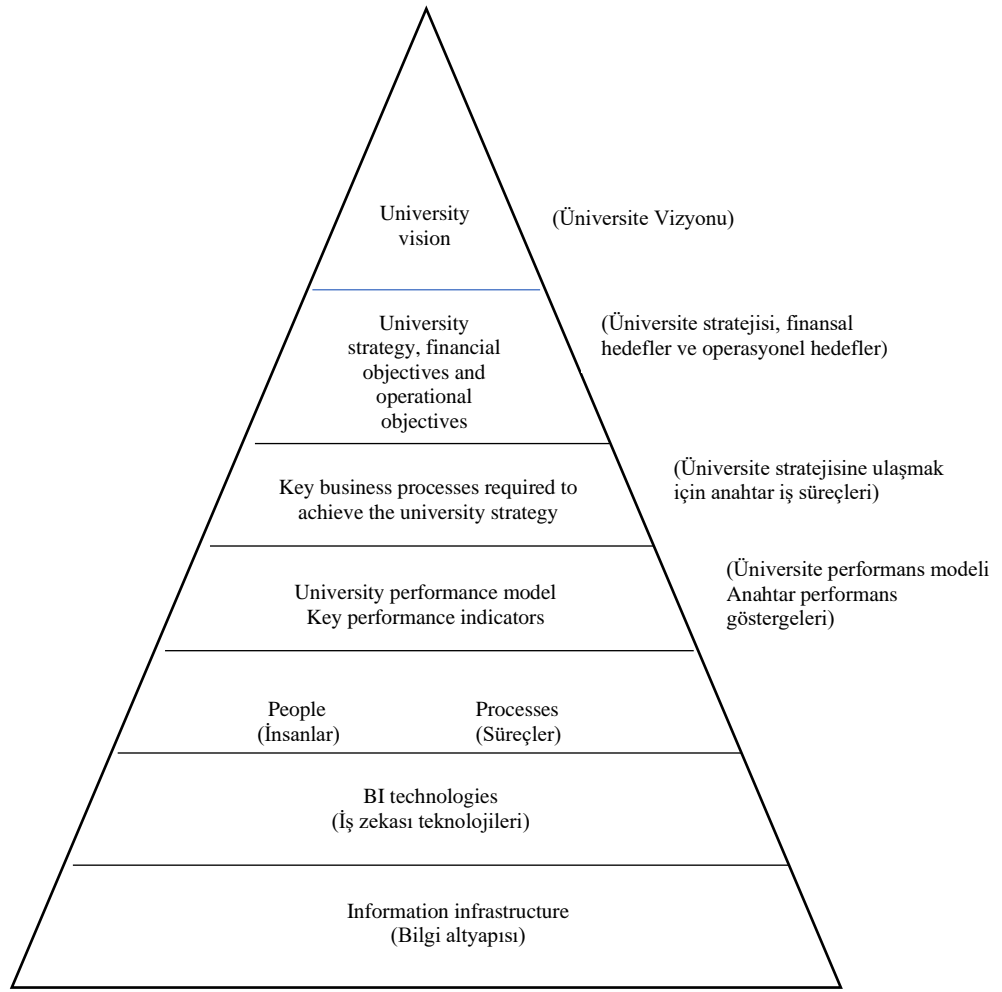 University
vision
(Üniversite Vizyonu)
University
strategy, financial
objectives and
operational
objectives
(Üniversite stratejisi, finansal
hedefler ve operasyonel hedefler)
Key business processes required to
achieve the university strategy
(Üniversite stratejisine ulaşmak
için anahtar iş süreçleri)
University performance model
Key performance indicators
(Üniversite performans modeli
Anahtar performans
göstergeleri)
People
(İnsanlar)
Processes
(Süreçler)
BI technologies
(İş zekası teknolojileri)
Information infrastructure
(Bilgi altyapısı)